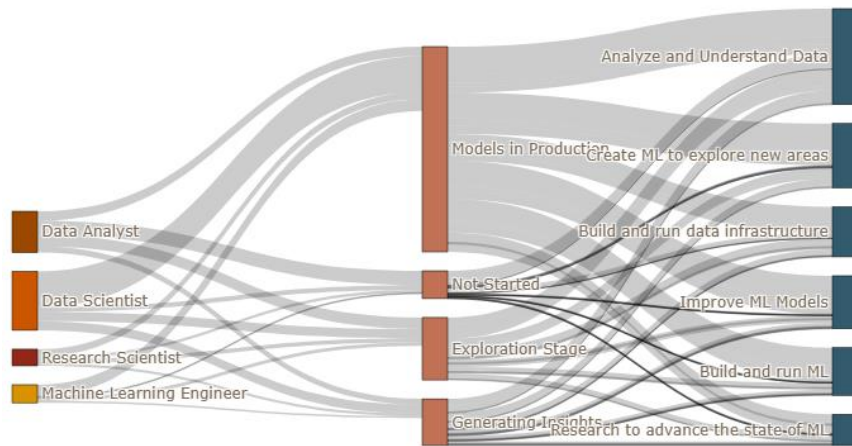 Data Analyst
Data Scientist
Research Scientist
Machine Learning Engineer
Models in Production
Not Started
Exploration Stage
Generating Insights
Analyze and Understand Data
Create ML to explore new areas
Build and run data infrastructure
Improve ML Models
Build and run ML
Research to advance the state of ML